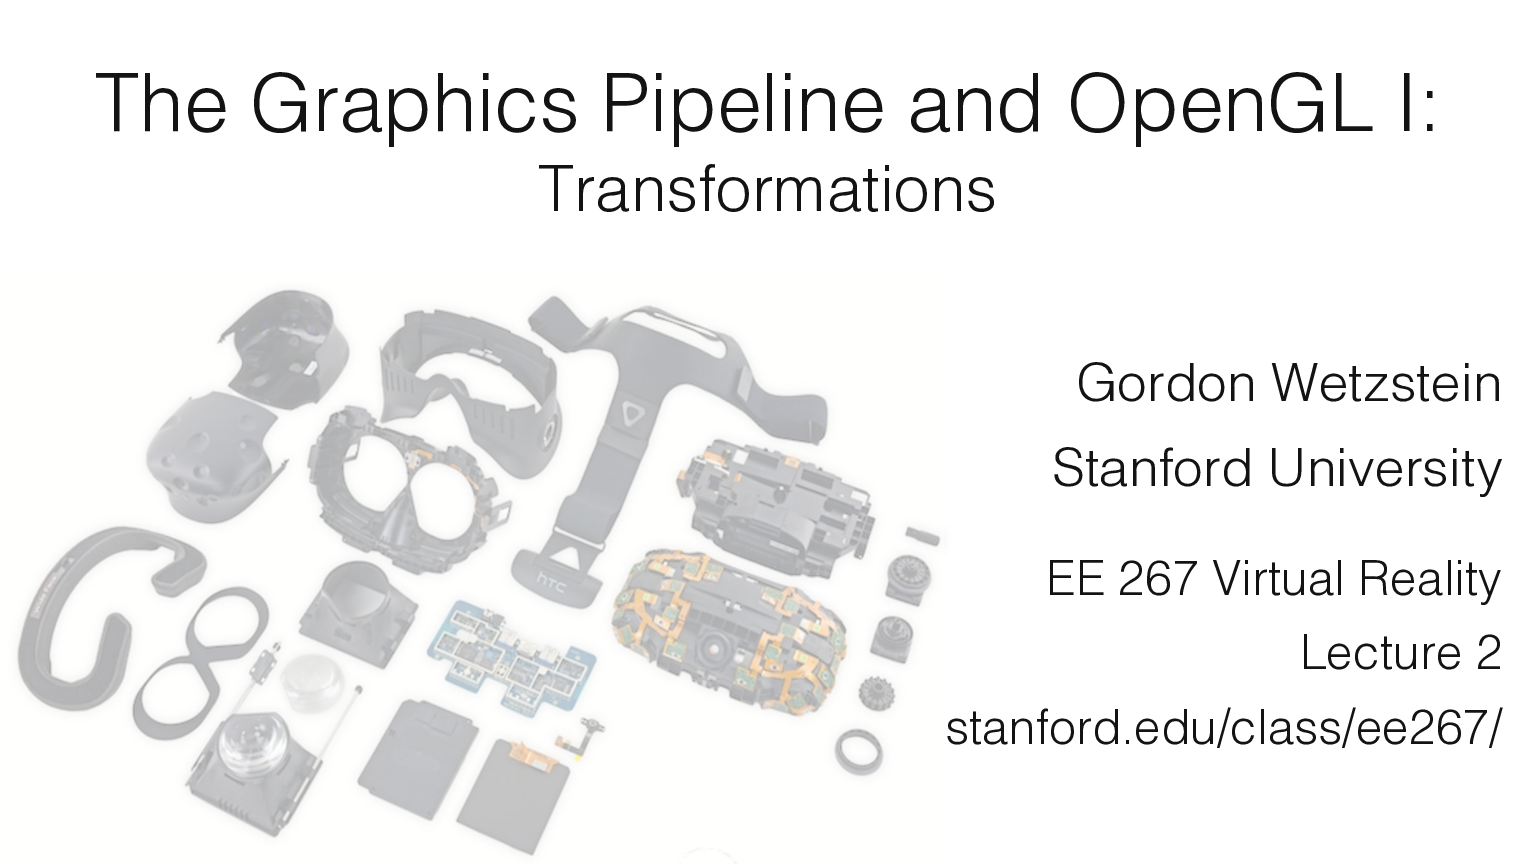 The Graphics Pipeline and OpenGL I:
Transformations
Gordon Wetzstein
Stanford University
EE 267 Virtual Reality
Lecture 2
stanford.edu/class/ee267/
hTC